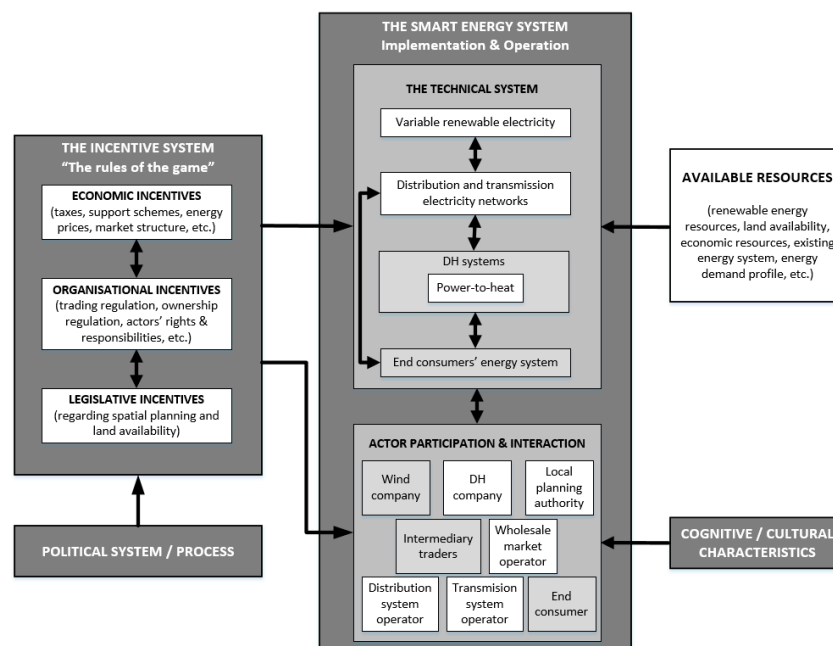 THE SMART ENERGY SYSTEM
Implementation & Operation
THE TECHNICAL SYSTEM
Variable renewable electricity
Distribution and transmission
electricity networks
DH systems
Power-to-heat
End consumers' energy system
THE INCENTIVE SYSTEM
“The rules of the game”
ECONOMIC INCENTIVES
(taxes, support schemes, energy
prices, market structure, etc.)
ORGANISATIONAL INCENTIVES
(trading regulation, ownership
regulation, actors' rights &
responsibilities, etc.)
LEGISLATIVE INCENTIVES
(regarding spatial planning and
land availability)
POLITICAL SYSTEM / PROCESS
AVAILABLE RESOURCES
(renewable energy
resources, land availability,
economic resources, existing
energy system, energy
demand profile, etc.)
ACTOR PARTICIPATION & INTERACTION
Wind
company
DH
company
Local
planning
authority
Intermediary
traders
Wholesale
market
operator
Distribution
system
operator
Transmision
system
operator
End
consumer
COGNITIVE / CULTURAL
CHARACTERISTICS